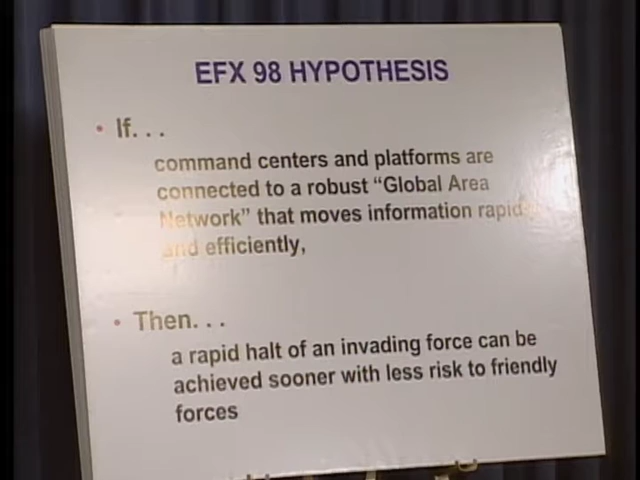 EFX 98 HYPOTHESIS
• If. . .
command centers and platforms are
connected to a robust “Global Area
Network” that moves information rapidly
and efficiently,
• Then. . .
a rapid halt of an invading force can be
achieved sooner with less risk to friendly
forces